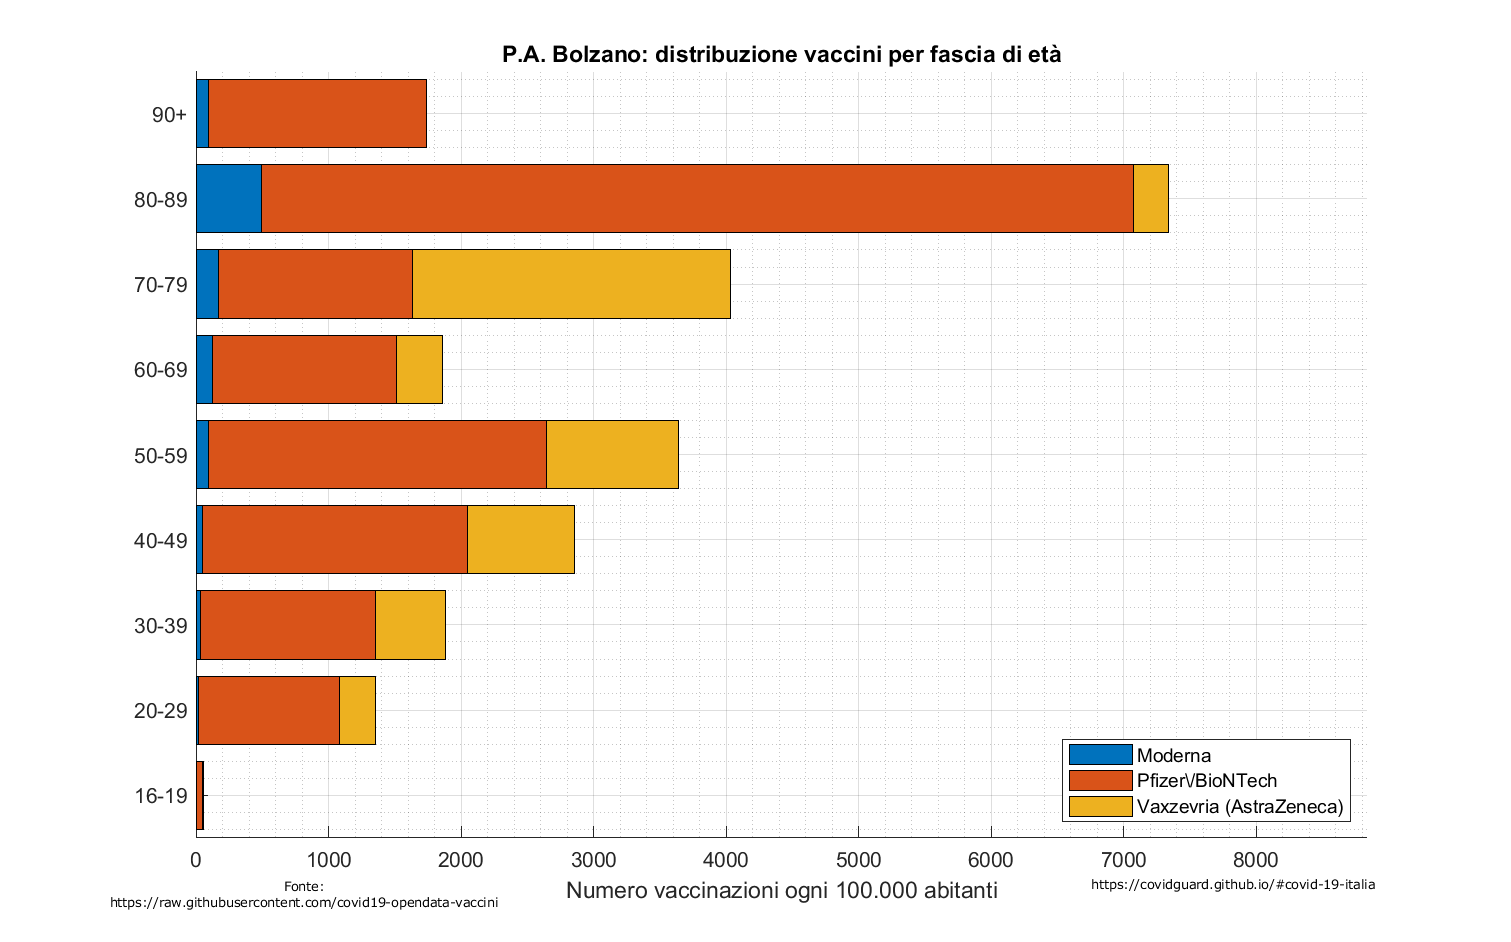 P.A. Bolzano: distribuzione vaccini per fascia di età
90+
80-89
70-79
60-69
50-59
40-49
30-39
20-29
16-19
Moderna
Pfizer\/BioNTech
Vaxzevria (AstraZeneca)
0 1000 2000 3000 4000 5000 6000 7000 8000
Numero vaccinazioni ogni 100.000 abitanti
Fonte:
https://raw.githubusercontent.com/covid19-opendata-vaccini
https://covidguard.github.io/#covid-19-italia